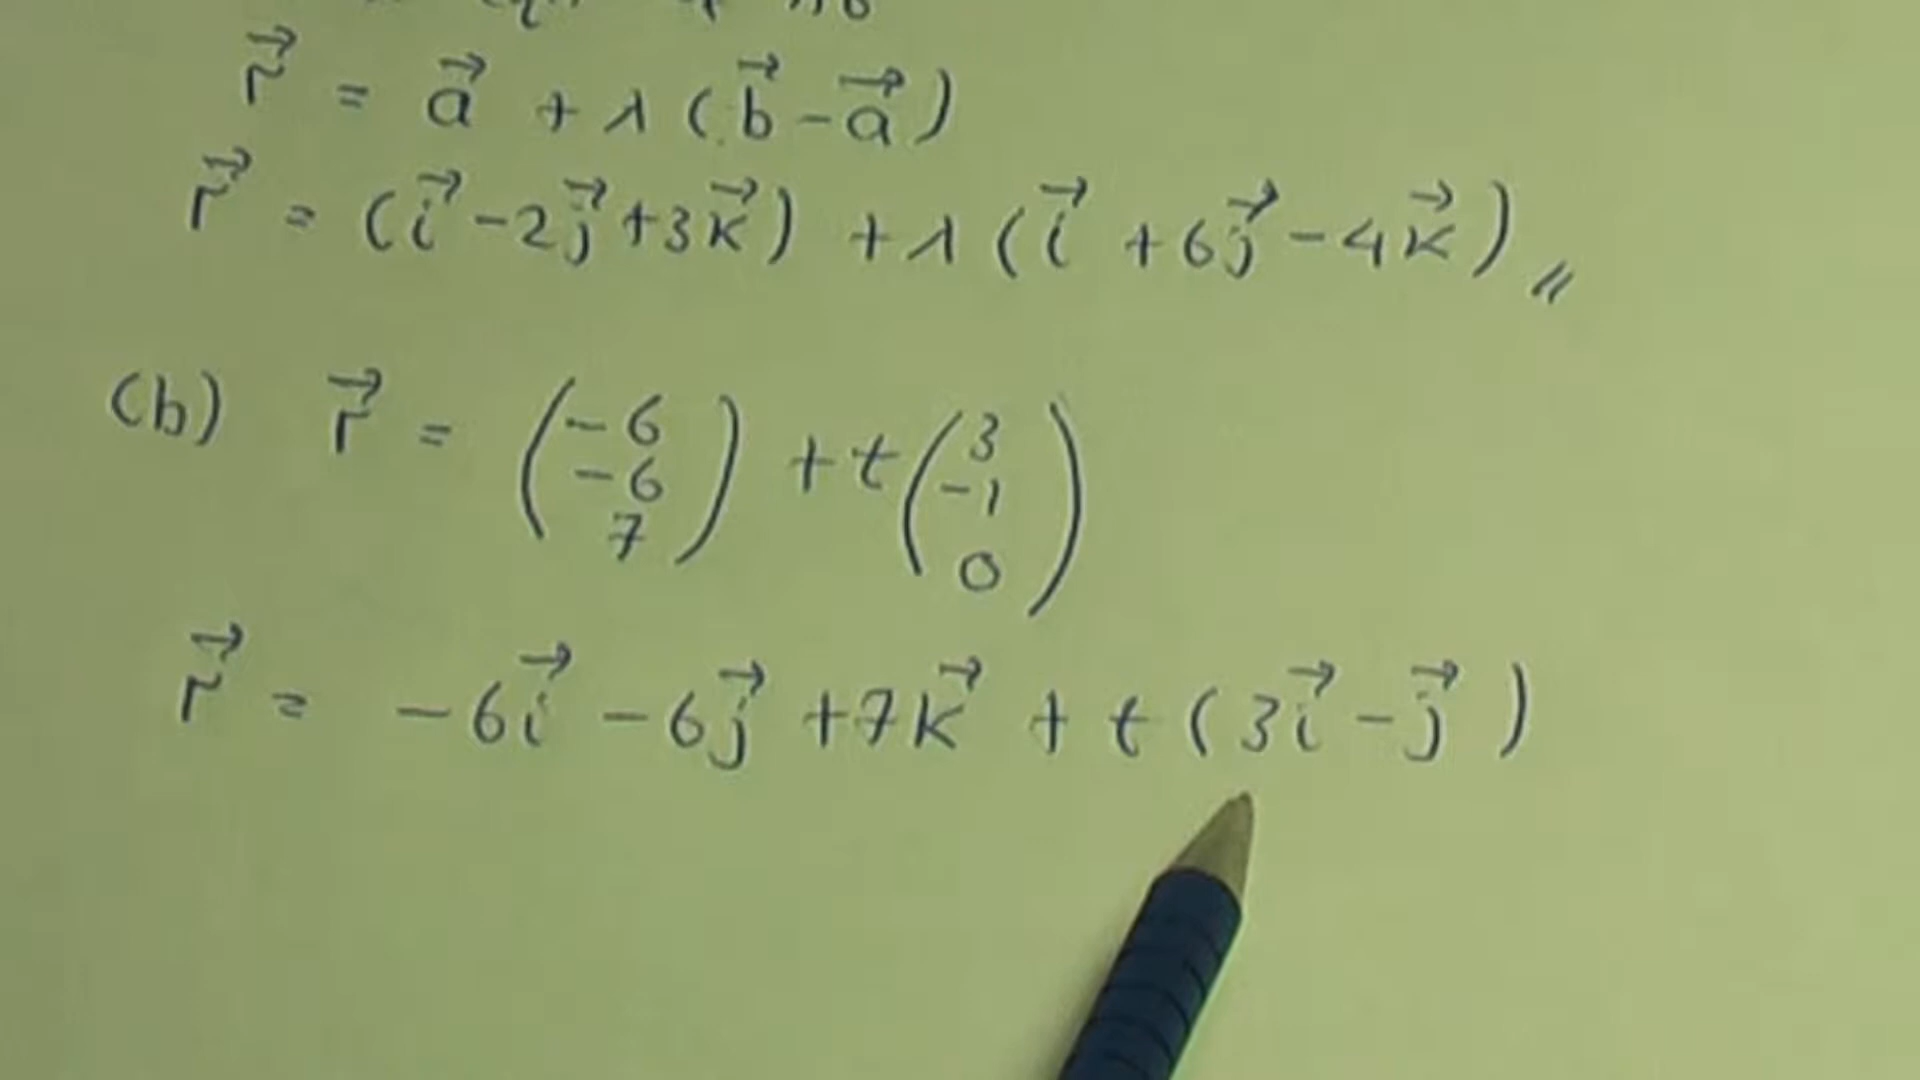 r⃗ = a⃗ + λ (b⃗ - a⃗)
r⃗ = (i⃗ - 2j⃗ + 3k⃗) + λ (i⃗ + 6j⃗ - 4k⃗) //
(b) r⃗ = (-6 -6 7) + t (3 -1 0)
r⃗ = -6i⃗ - 6j⃗ + 7k⃗ + t (3i⃗ - j⃗)